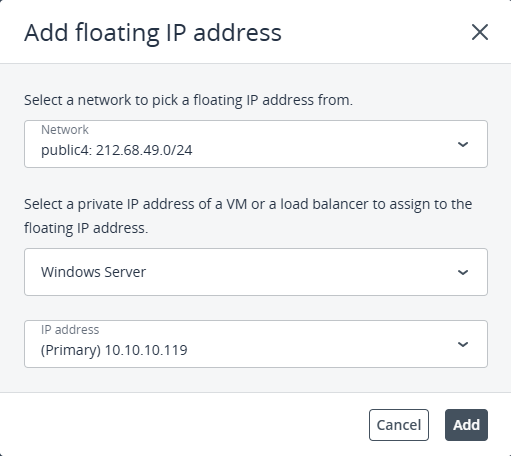 Add floating IP address
Select a network to pick a floating IP address from.
Network
public4: 212.68.49.0/24
Select a private IP address of a VM or a load balancer to assign to the
floating IP address.
Windows Server
IP address
(Primary) 10.10.10.119
Cancel
Add